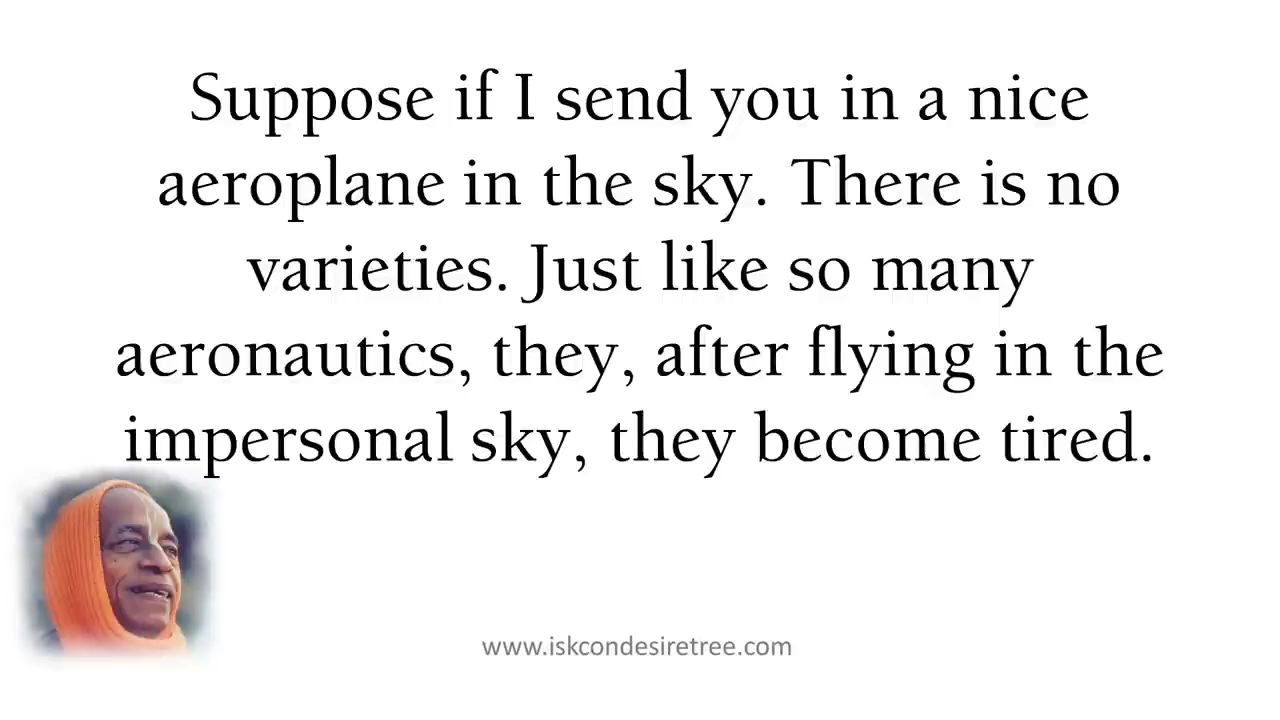 Suppose if I send you in a nice
aeroplane in the sky. There is no
varieties. Just like so many
aeronautics, they, after flying in the
impersonal sky, they become tired.
www.iskcondesiretree.com